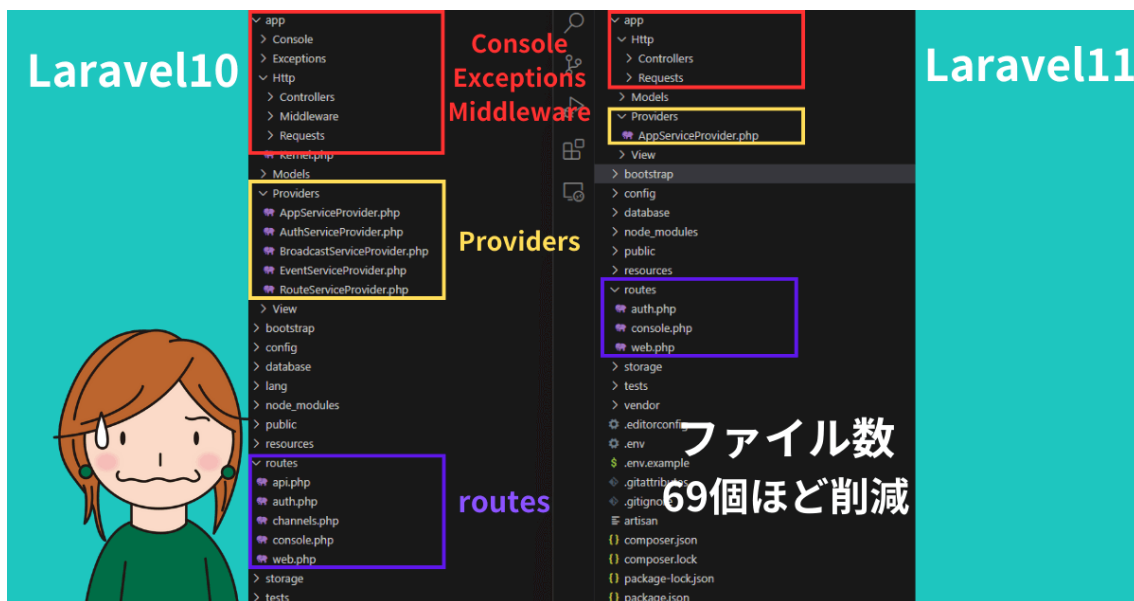 Laravel10
app
Console
Exceptions
Http
Controllers
Middleware
Requests
Kernel.php
Models
Providers
AppServiceProvider.php
AuthServiceProvider.php
BroadcastServiceProvider.php
EventServiceProvider.php
RouteServiceProvider.php
View
bootstrap
config
database
lang
node_modules
public
resources
routes
api.php
auth.php
channels.php
console.php
web.php
storage
tests
Console
Exceptions
Middleware
Providers
routes
app
Http
Controllers
Requests
Models
Providers
AppServiceProvider.php
View
bootstrap
config
database
node_modules
public
resources
routes
auth.php
console.php
web.php
storage
tests
vendor
.editorconfig
.env
.env.example
.gitattributes
.gitignore
artisan
composer.json
composer.lock
package-lock.json
package.json
Laravel11
ファイル数
69個ほど削減